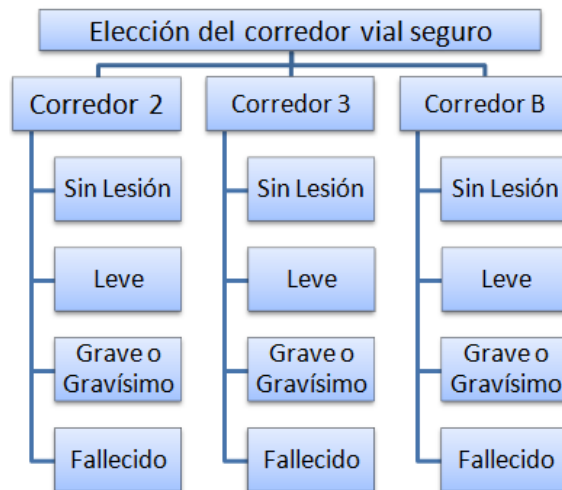 Elección del corredor vial seguro
Corredor 2
Corredor 3
Corredor B
Sin Lesión
Sin Lesión
Sin Lesión
Leve
Leve
Leve
Grave o
Gravísimo
Grave o
Gravísimo
Grave o
Gravísimo
Fallecido
Fallecido
Fallecido